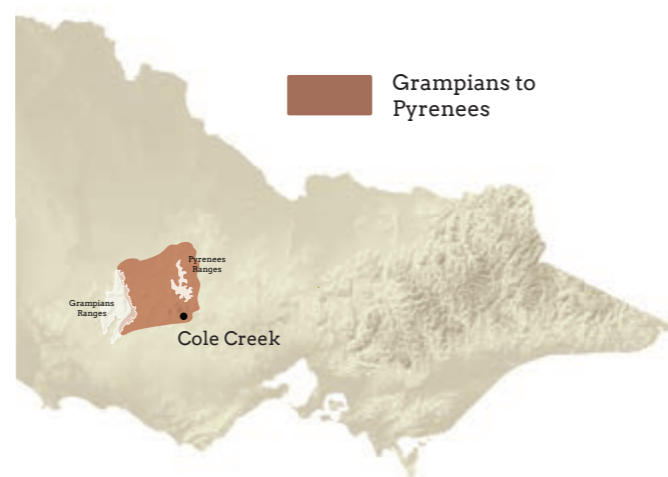 Grampians to
Pyrenees
Pyrenees
Ranges
Grampians
Ranges
Cole Creek